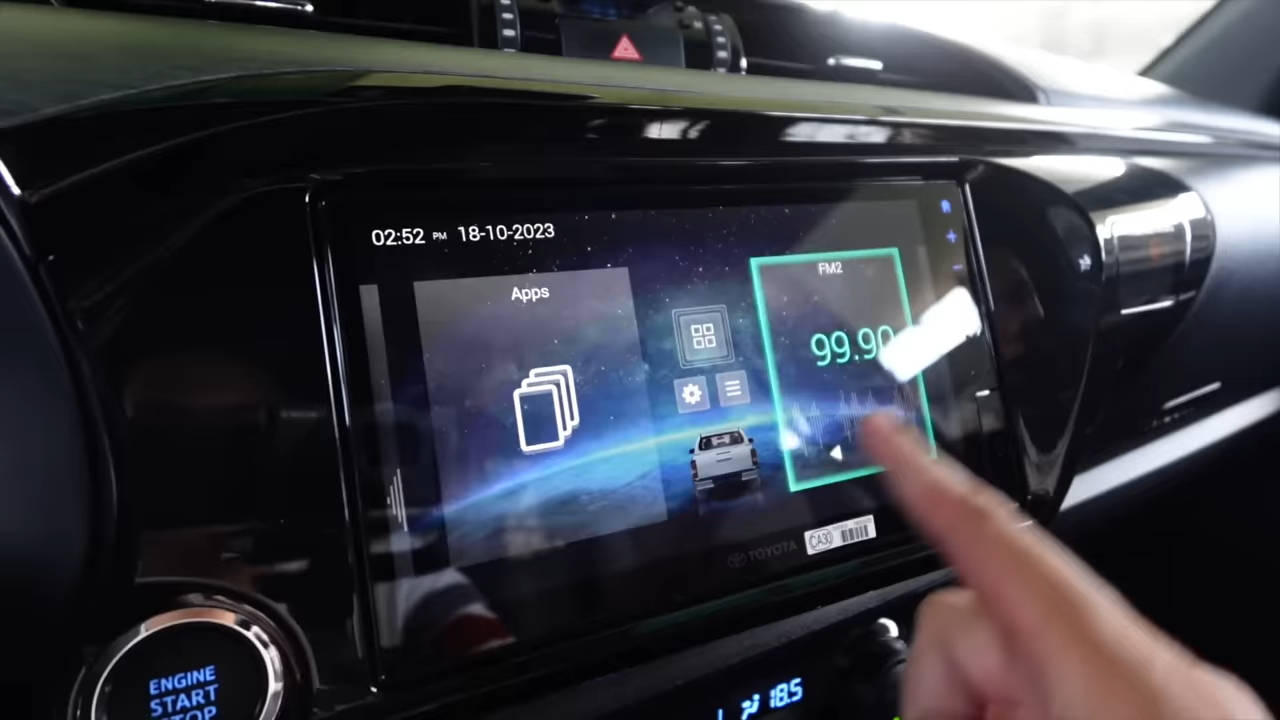 02:52 PM 18-10-2023
Apps
FM2
99.90
TOYOTA
CA30
ENGINE
START
STOP
18.5